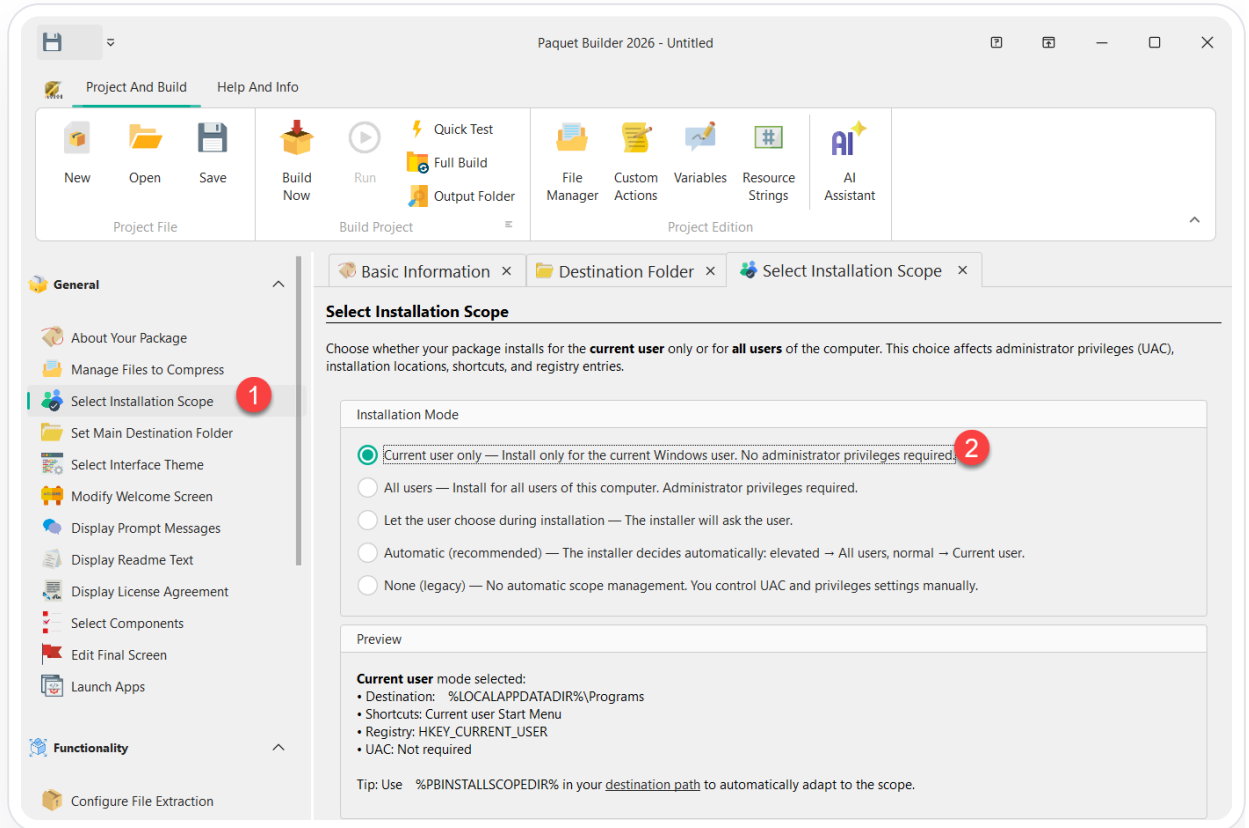 Paquet Builder 2026 - Untitled
Project And Build
Help And Info
New
Open
Save
Project File
Build
Now
Run
Quick Test
Full Build
Output Folder
Build Project
File
Manager
Custom
Actions
Variables
Resource
Strings
Project Edition
AI
AI
Assistant
General
About Your Package
Manage Files to Compress
Select Installation Scope
1
Set Main Destination Folder
Select Interface Theme
Modify Welcome Screen
Display Prompt Messages
Display Readme Text
Display License Agreement
Select Components
Edit Final Screen
Launch Apps
Functionality
Configure File Extraction
Basic Information
Destination Folder
Select Installation Scope
Select Installation Scope
Choose whether your package installs for the current user only or for all users of the computer. This choice affects administrator privileges (UAC),
installation locations, shortcuts, and registry entries.
Installation Mode
Current user only — Install only for the current Windows user. No administrator privileges required.
2
All users — Install for all users of this computer. Administrator privileges required.
Let the user choose during installation — The installer will ask the user.
Automatic (recommended) — The installer decides automatically: elevated → All users, normal → Current user.
None (legacy) — No automatic scope management. You control UAC and privileges settings manually.
Preview
Current user mode selected:
• Destination: %LOCALAPPDATADIR%\Programs
• Shortcuts: Current user Start Menu
• Registry: HKEY_CURRENT_USER
• UAC: Not required
Tip: Use %PBINSTALLSCOPEDIR% in your destination path to automatically adapt to the scope.